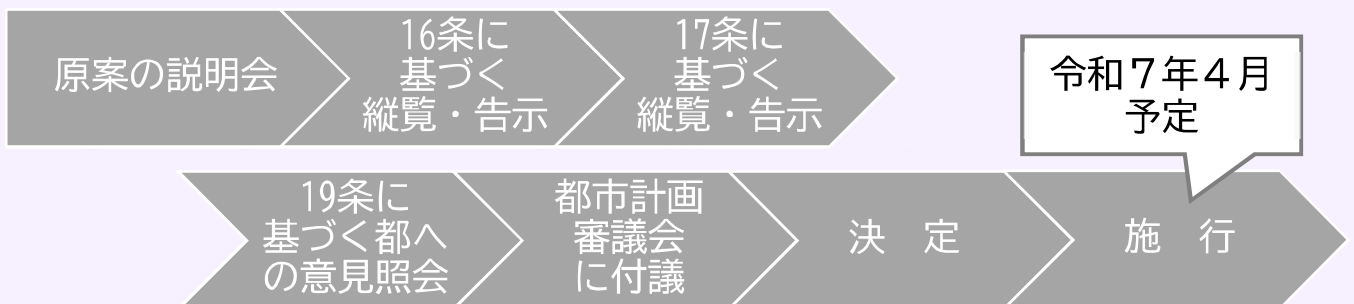 原案の説明会
16条に
基づく
縦覧・告示
17条に
基づく
縦覧・告示
令和７年４月
予定
19条に
基づく都へ
の意見照会
都市計画
審議会
に付議
決　定
施　行